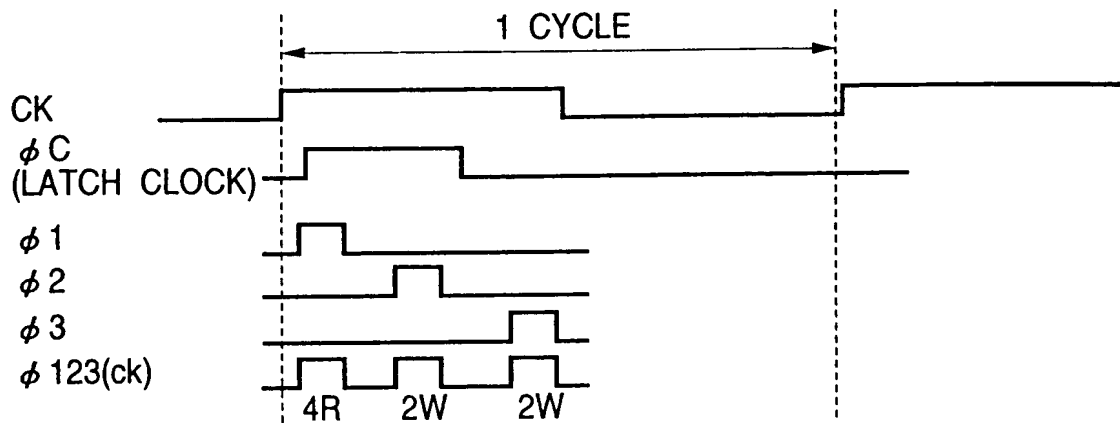 1 CYCLE
CK
φC
(LATCH CLOCK)
φ1
φ2
φ3
φ123(ck)
4R 2W 2W